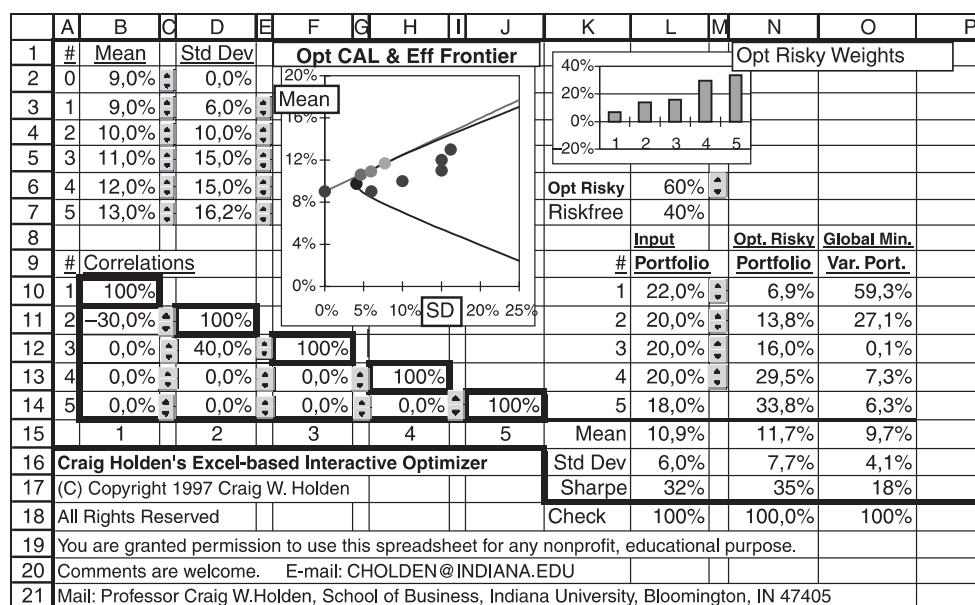 A B C D E F G H I J K L M N O P
1 # Mean Std Dev Opt CAL & Eff Frontier Opt Risky Weights
2 0 9,0% 0,0%
3 1 9,0% 6,0%
4 2 10,0% 10,0%
5 3 11,0% 15,0%
6 4 12,0% 15,0% Opt Risky 60%
7 5 13,0% 16,2% Riskfree 40%
20%
Mean
16%
12%
8%
4%
0%
0% 5% 10% SD 20% 25%
40%
20%
0%
–20%
1 2 3 4 5
8 Input Opt. Risky Global Min.
9 # Correlations # Portfolio Portfolio Var. Port.
10 1 100% 1 22,0% 6,9% 59,3%
11 2 –30,0% 100% 2 20,0% 13,8% 27,1%
12 3 0,0% 40,0% 100% 3 20,0% 16,0% 0,1%
13 4 0,0% 0,0% 0,0% 100% 4 20,0% 29,5% 7,3%
14 5 0,0% 0,0% 0,0% 0,0% 100% 5 18,0% 33,8% 6,3%
15 1 2 3 4 5 Mean 10,9% 11,7% 9,7%
16 Craig Holden's Excel-based Interactive Optimizer Std Dev 6,0% 7,7% 4,1%
17 (C) Copyright 1997 Craig W. Holden Sharpe 32% 35% 18%
18 All Rights Reserved Check 100% 100,0% 100%
19 You are granted permission to use this spreadsheet for any nonprofit, educational purpose.
20 Comments are welcome. E-mail: CHOLDEN@INDIANA.EDU
21 Mail: Professor Craig W.Holden, School of Business, Indiana University, Bloomington, IN 47405